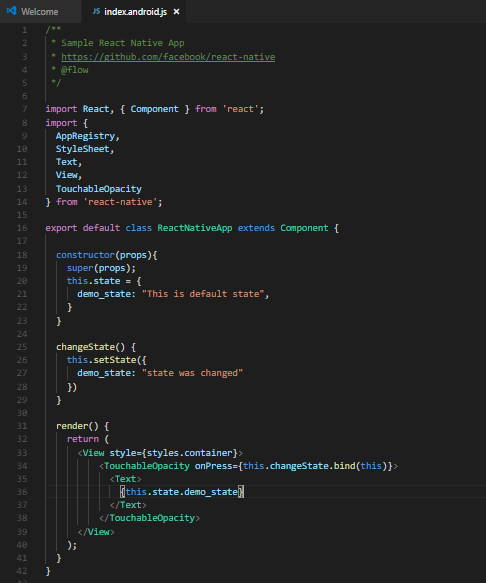 Welcome
JS index.android.js ×
1 /**
2  * Sample React Native App
3  * https://github.com/facebook/react-native
4  * @flow
5  */
6
7 import React, { Component } from 'react';
8 import {
9   AppRegistry,
10   StyleSheet,
11   Text,
12   View,
13   TouchableOpacity
14 } from 'react-native';
15
16 export default class ReactNativeApp extends Component {
17
18   constructor(props){
19     super(props);
20     this.state = {
21       demo_state: "This is default state",
22     }
23   }
24
25   changeState() {
26     this.setState({
27       demo_state: "state was changed"
28     })
29   }
30
31   render() {
32     return (
33       <View style={styles.container}>
34           <TouchableOpacity onPress={this.changeState.bind(this)}>
35             <Text>
36               {this.state.demo_state}
37             </Text>
38           </TouchableOpacity>
39       </View>
40     );
41   }
42 }